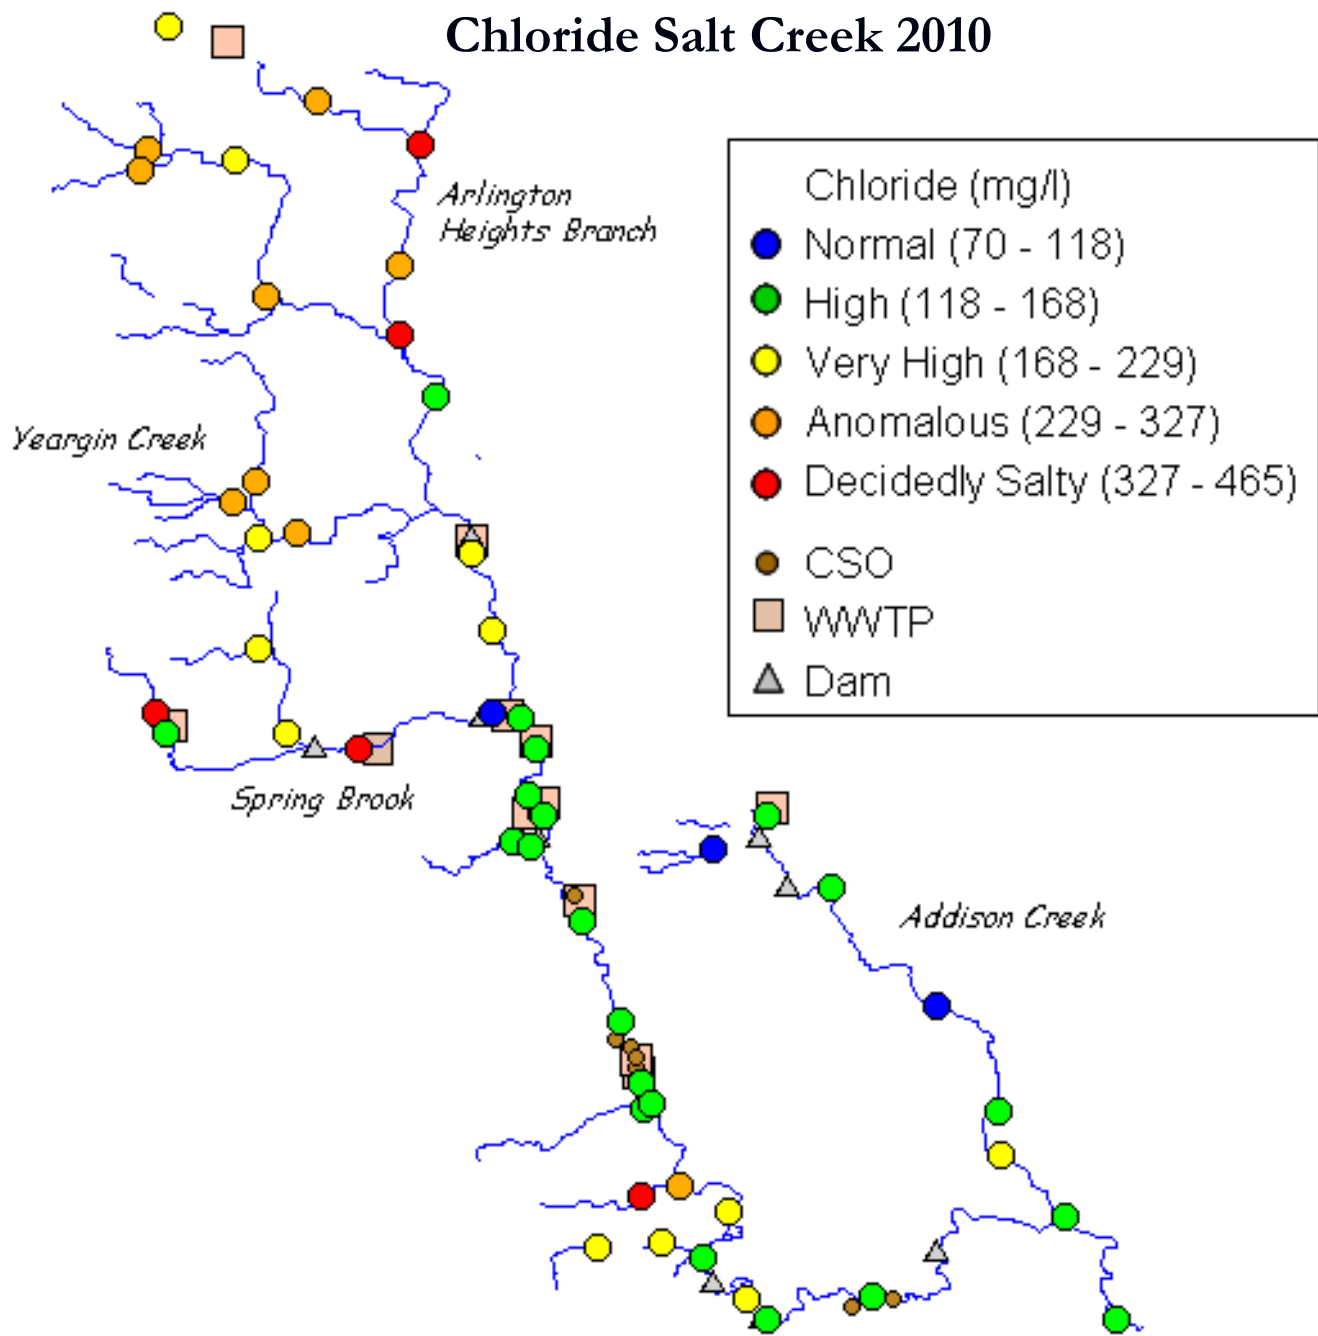 Chloride Salt Creek 2010
Arlington
Heights Branch
Chloride (mg/l)
Normal (70 - 118)
High (118 - 168)
Very High (168 - 229)
Anomalous (229 - 327)
Decidedly Salty (327 - 465)
CSO
WWTP
Dam
Yeargin Creek
Spring Brook
Addison Creek